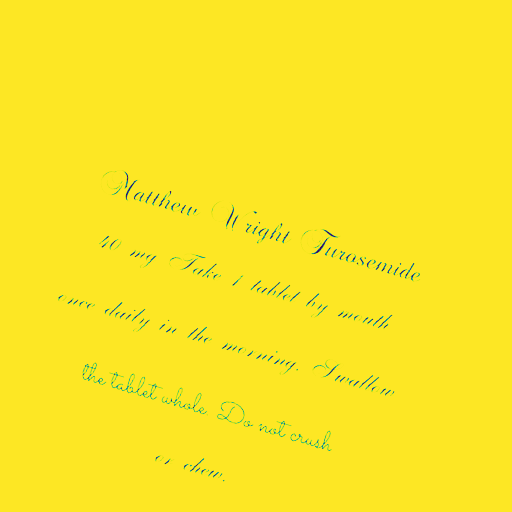 Matthew Wright Furosemide
40 mg Take 1 tablet by mouth
once daily in the morning. Swallow
the tablet whole Do not crush
or chew.